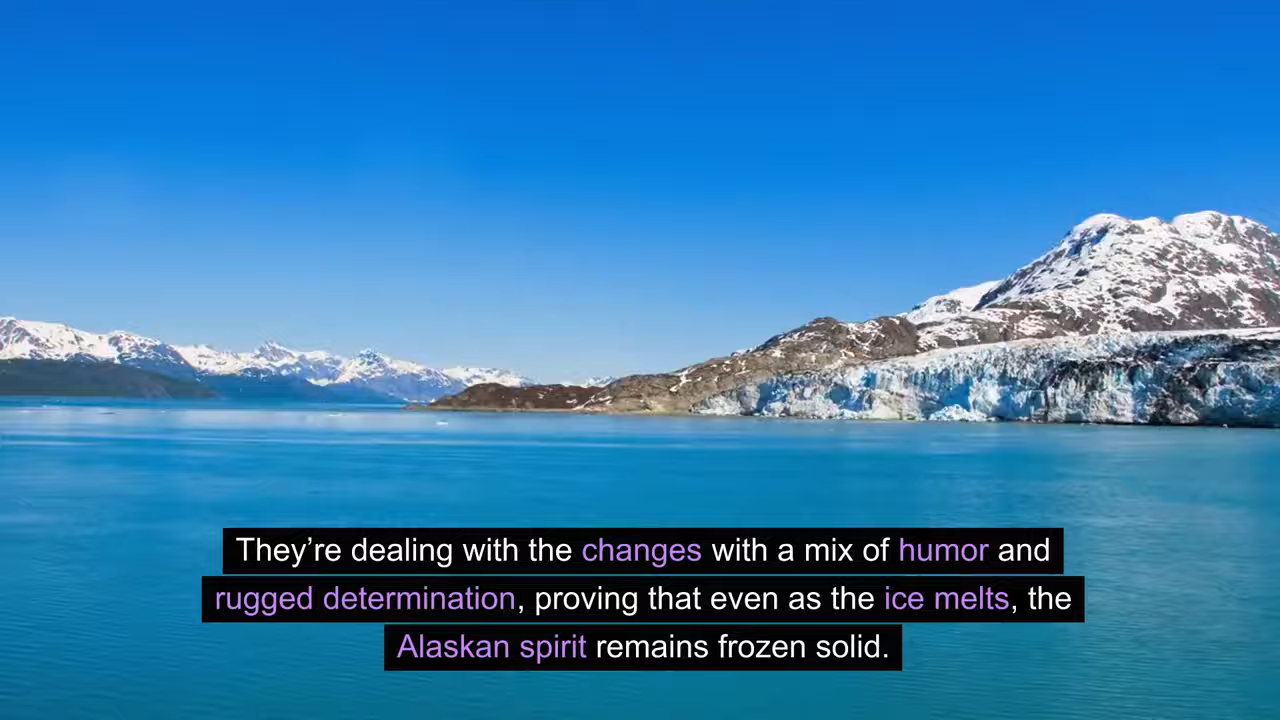 They’re dealing with the changes with a mix of humor and
rugged determination, proving that even as the ice melts, the
Alaskan spirit remains frozen solid.